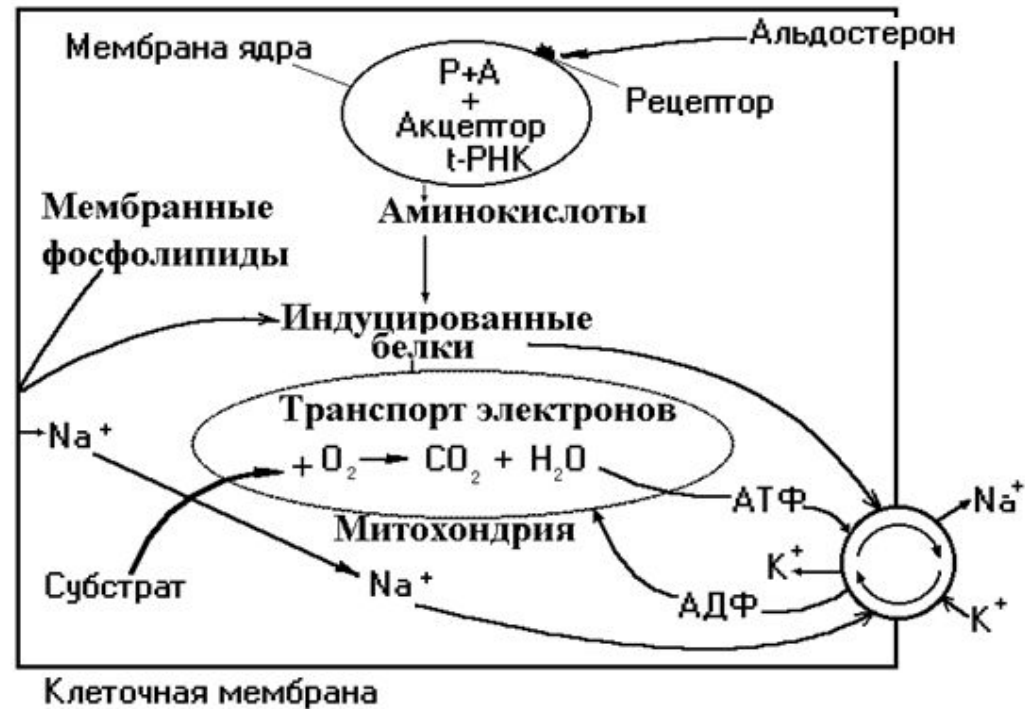 Мембрана ядра
Альдостерон
Р+А
+
Акцептор
t-РНК
Рецептор
Аминокислоты
Мембранные
фосфолипиды
Индуцированные
белки
Транспорт электронов
Na⁺
+ O₂ → CO₂ + H₂O
АТФ
Na⁺
Митохондрия
K⁺
Субстрат
Na⁺
АДФ
K⁺
Клеточная мембрана